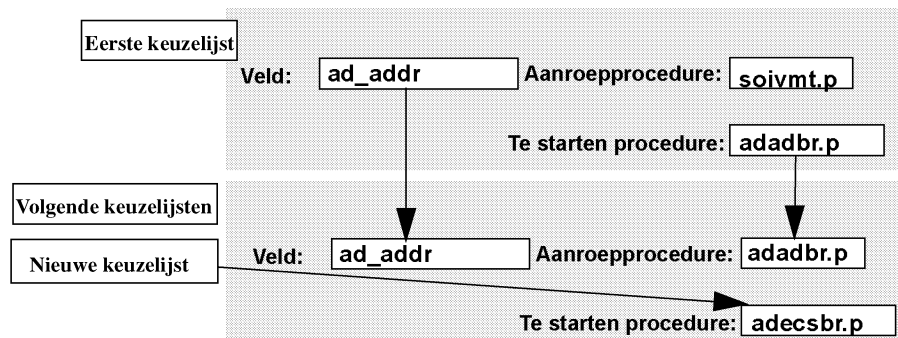 Eerste keuzelijst
Veld: ad_addr Aanroepprocedure: soivmt.p
Te starten procedure: adadbr.p
Volgende keuzelijsten
Nieuwe keuzelijst Veld: ad_addr Aanroepprocedure: adadbr.p
Te starten procedure: adecsbr.p